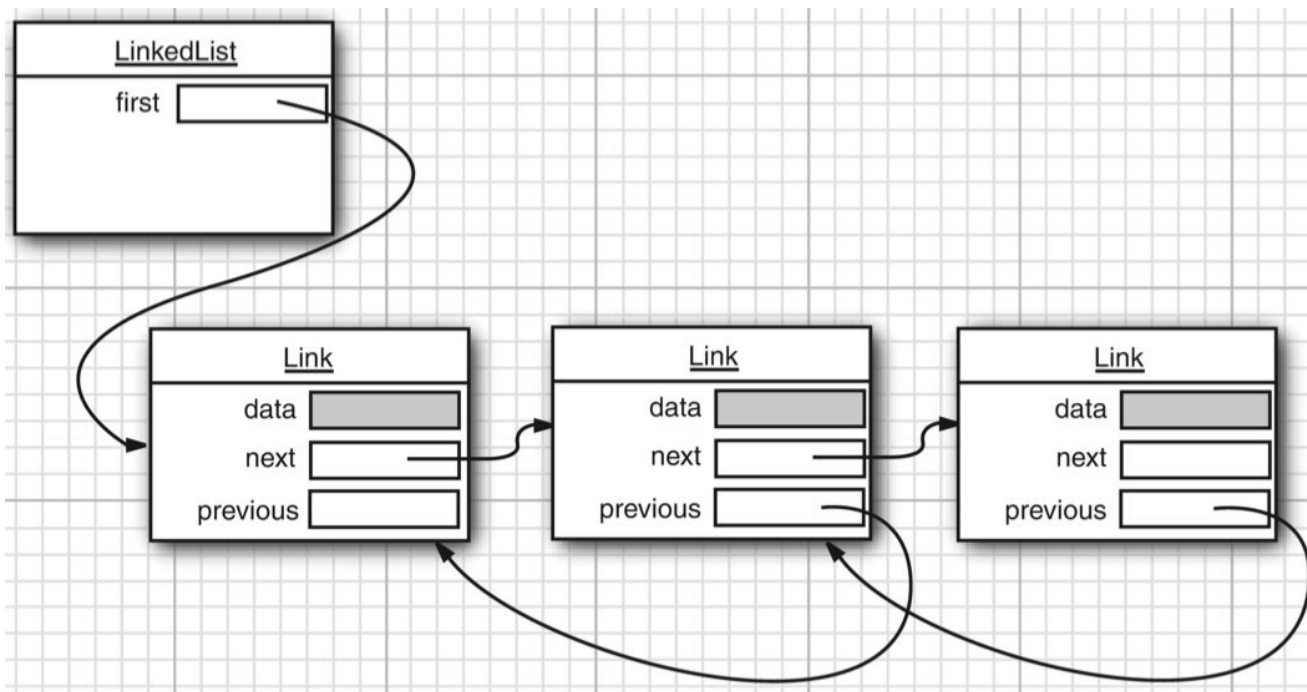 LinkedList
first
Link
data
next
previous
Link
data
next
previous
Link
data
next
previous